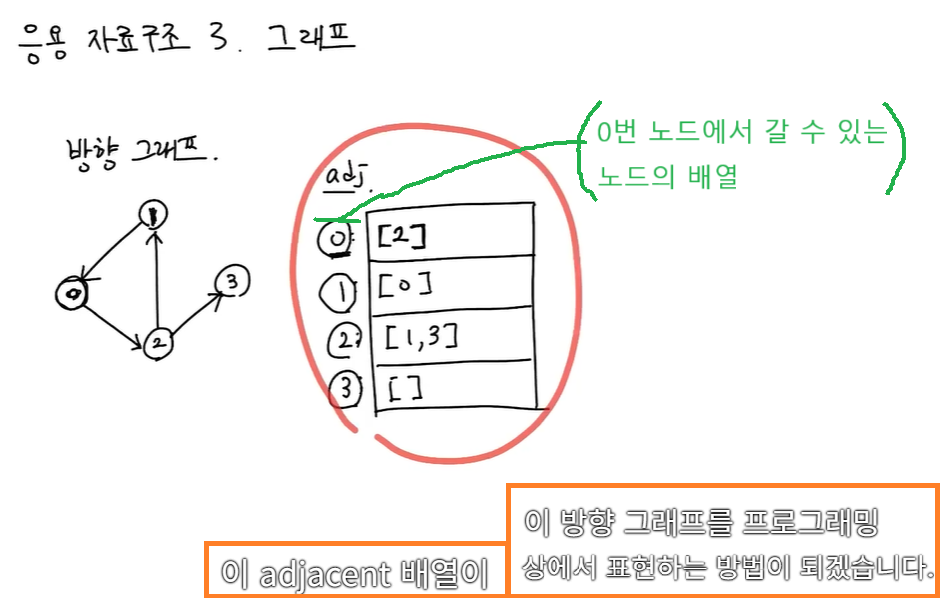 응용 자료구조 3. 그래프
방향 그래프.
1
0
2
3
adj.
0번 노드에서 갈 수 있는
노드의 배열
0: [2]
1: [0]
2: [1,3]
3: []
이 adjacent 배열이
이 방향 그래프를 프로그래밍
상에서 표현하는 방법이 되겠습니다.